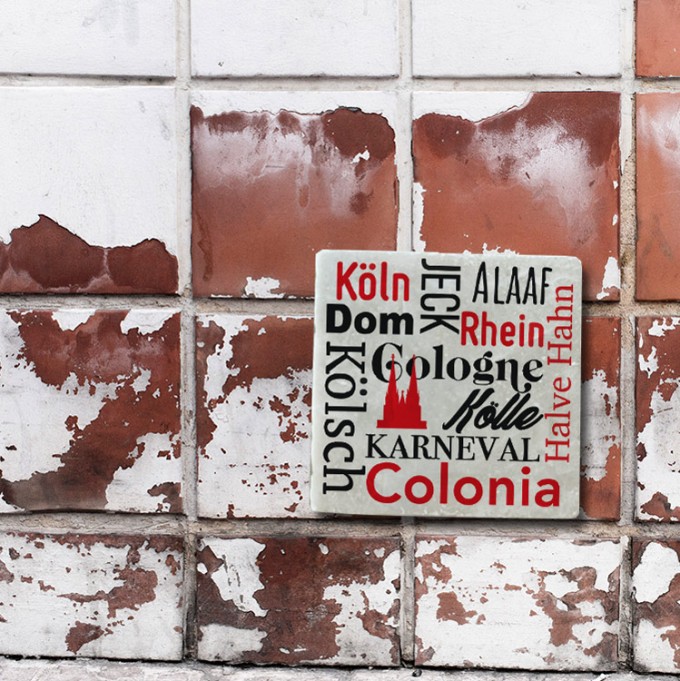 Köln
JECK
ALAAF
Dom
Rhein
Kölsch
Cologne
Kölle
Halve Hahn
KARNEVAL
Colonia